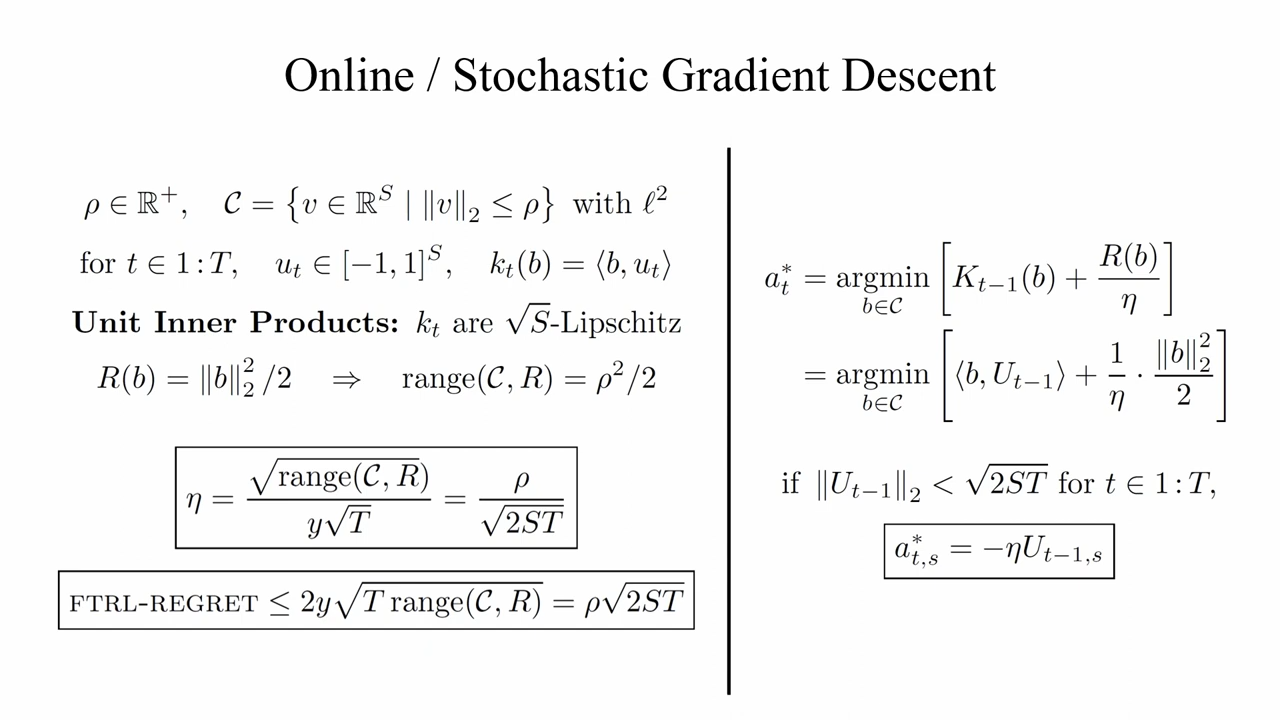 Online / Stochastic Gradient Descent
ρ ∈ ℝ⁺, 𝒞 = {v ∈ ℝ^S | ‖v‖₂ ≤ ρ} with ℓ²
for t ∈ 1 : T, u_t ∈ [−1, 1]^S, k_t(b) = ⟨b, u_t⟩
Unit Inner Products: k_t are √S-Lipschitz
R(b) = ‖b‖₂² /2 ⇒ range(𝒞, R) = ρ²/2
η = √(range(𝒞, R)) / (y√T) = ρ / √(2ST)
FTRL-REGRET ≤ 2y√(T range(𝒞, R)) = ρ√(2ST)
a*_t = argmin_{b∈𝒞} [K_{t−1}(b) + R(b)/η]
= argmin_{b∈𝒞} [⟨b, U_{t−1}⟩ + 1/η · ‖b‖₂²/2]
if ‖U_{t−1}‖₂ < √(2ST) for t ∈ 1 : T,
a*_{t,s} = −ηU_{t−1,s}